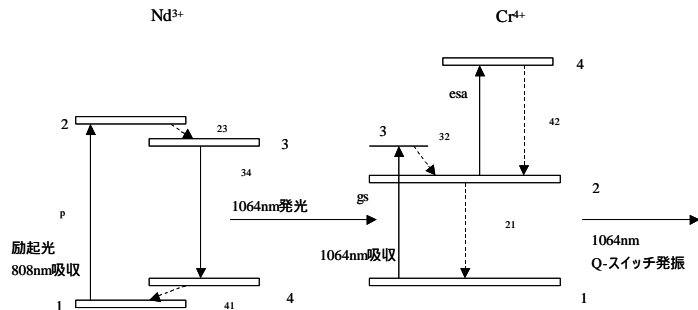 Nd³⁺
2
23
3
34
p
励起光
808nm吸収
1
41
4
1064nm発光
Cr⁴⁺
4
esa
42
3
32
gs
2
21
1064nm吸収
1
1064nm
Q-スイッチ発振